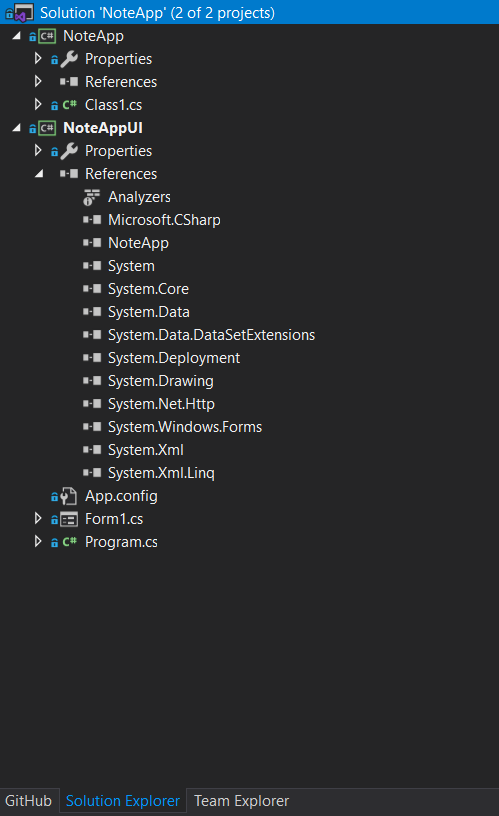 Solution 'NoteApp' (2 of 2 projects)
C# NoteApp
Properties
References
C# Class1.cs
C# NoteAppUI
Properties
References
Analyzers
Microsoft.CSharp
NoteApp
System
System.Core
System.Data
System.Data.DataSetExtensions
System.Deployment
System.Drawing
System.Net.Http
System.Windows.Forms
System.Xml
System.Xml.Linq
App.config
Form1.cs
C# Program.cs
GitHub Solution Explorer Team Explorer